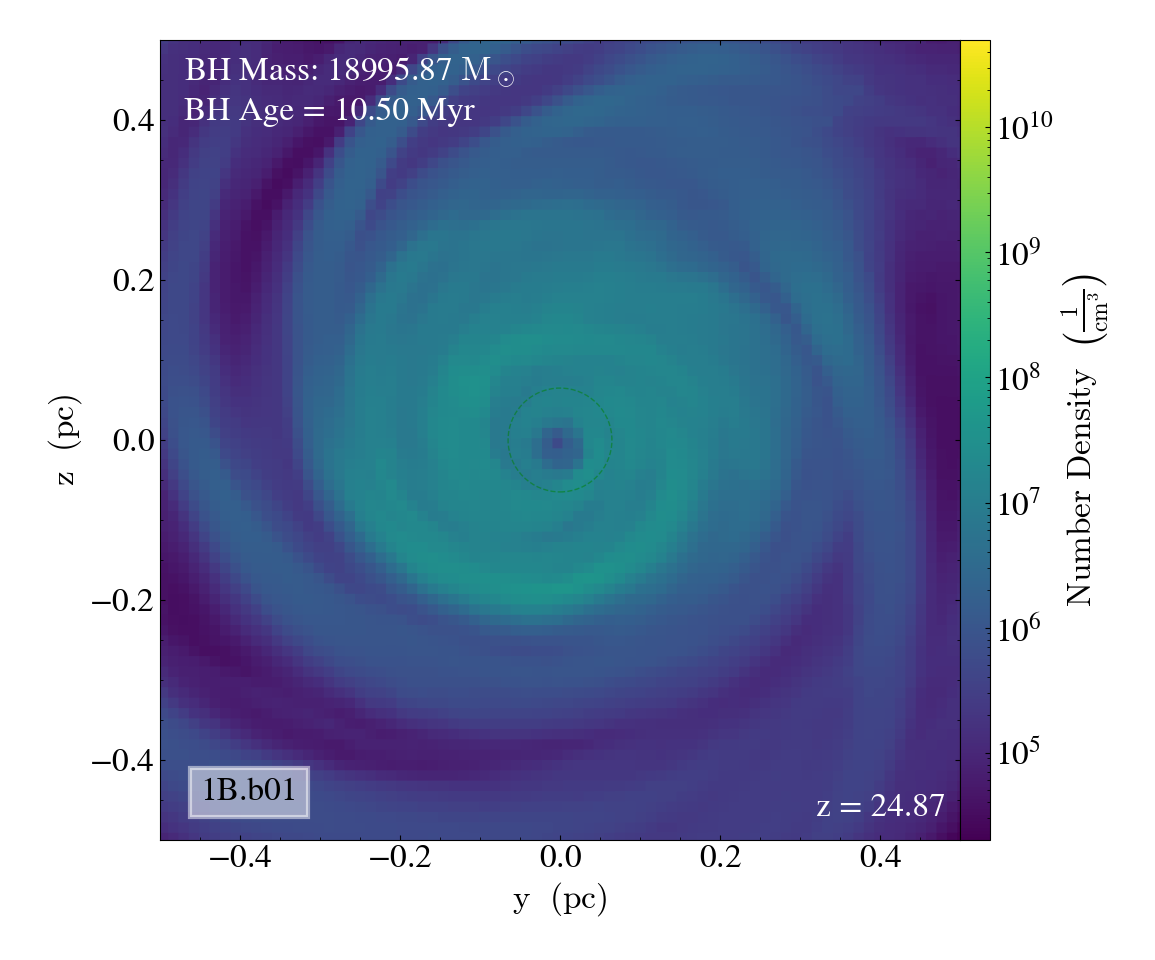 BH Mass: 18995.87 M☉
BH Age = 10.50 Myr
0.4
0.2
0.0
−0.2
−0.4
z (pc)
1B.b01
z = 24.87
−0.4 −0.2 0.0 0.2 0.4
y (pc)
10^10
10^9
10^8
10^7
10^6
10^5
Number Density (1/cm^3)